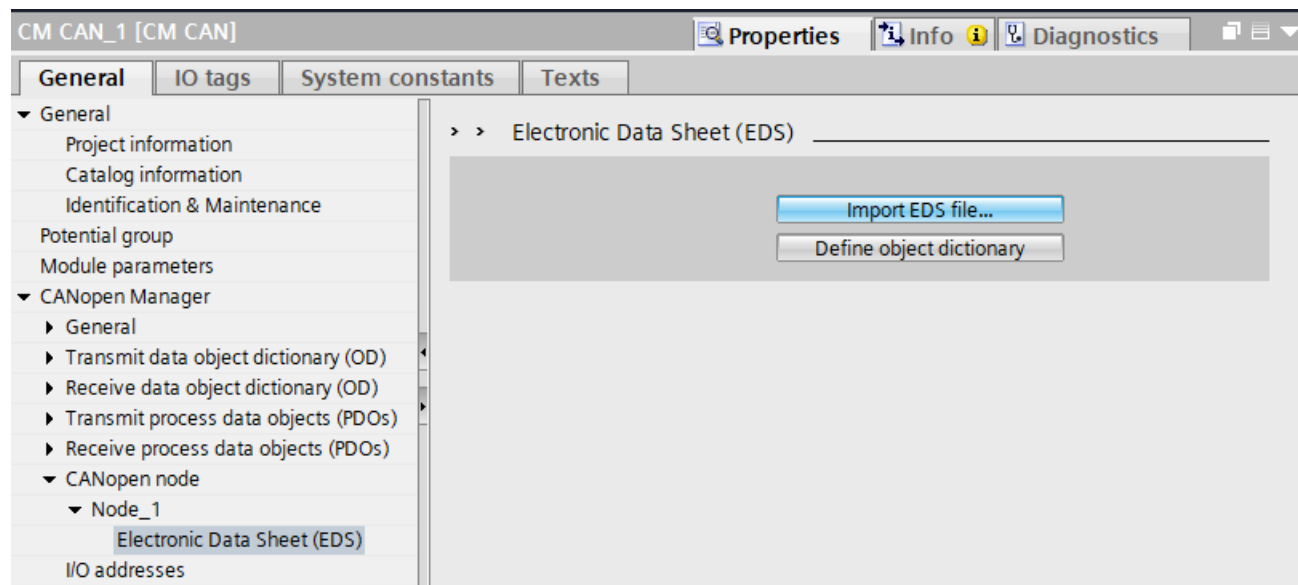 CM CAN_1 [CM CAN]
Properties
Info
Diagnostics
General
IO tags
System constants
Texts
General
Project information
Catalog information
Identification & Maintenance
Potential group
Module parameters
CANopen Manager
General
Transmit data object dictionary (OD)
Receive data object dictionary (OD)
Transmit process data objects (PDOs)
Receive process data objects (PDOs)
CANopen node
Node_1
Electronic Data Sheet (EDS)
I/O addresses
> > Electronic Data Sheet (EDS)
Import EDS file...
Define object dictionary